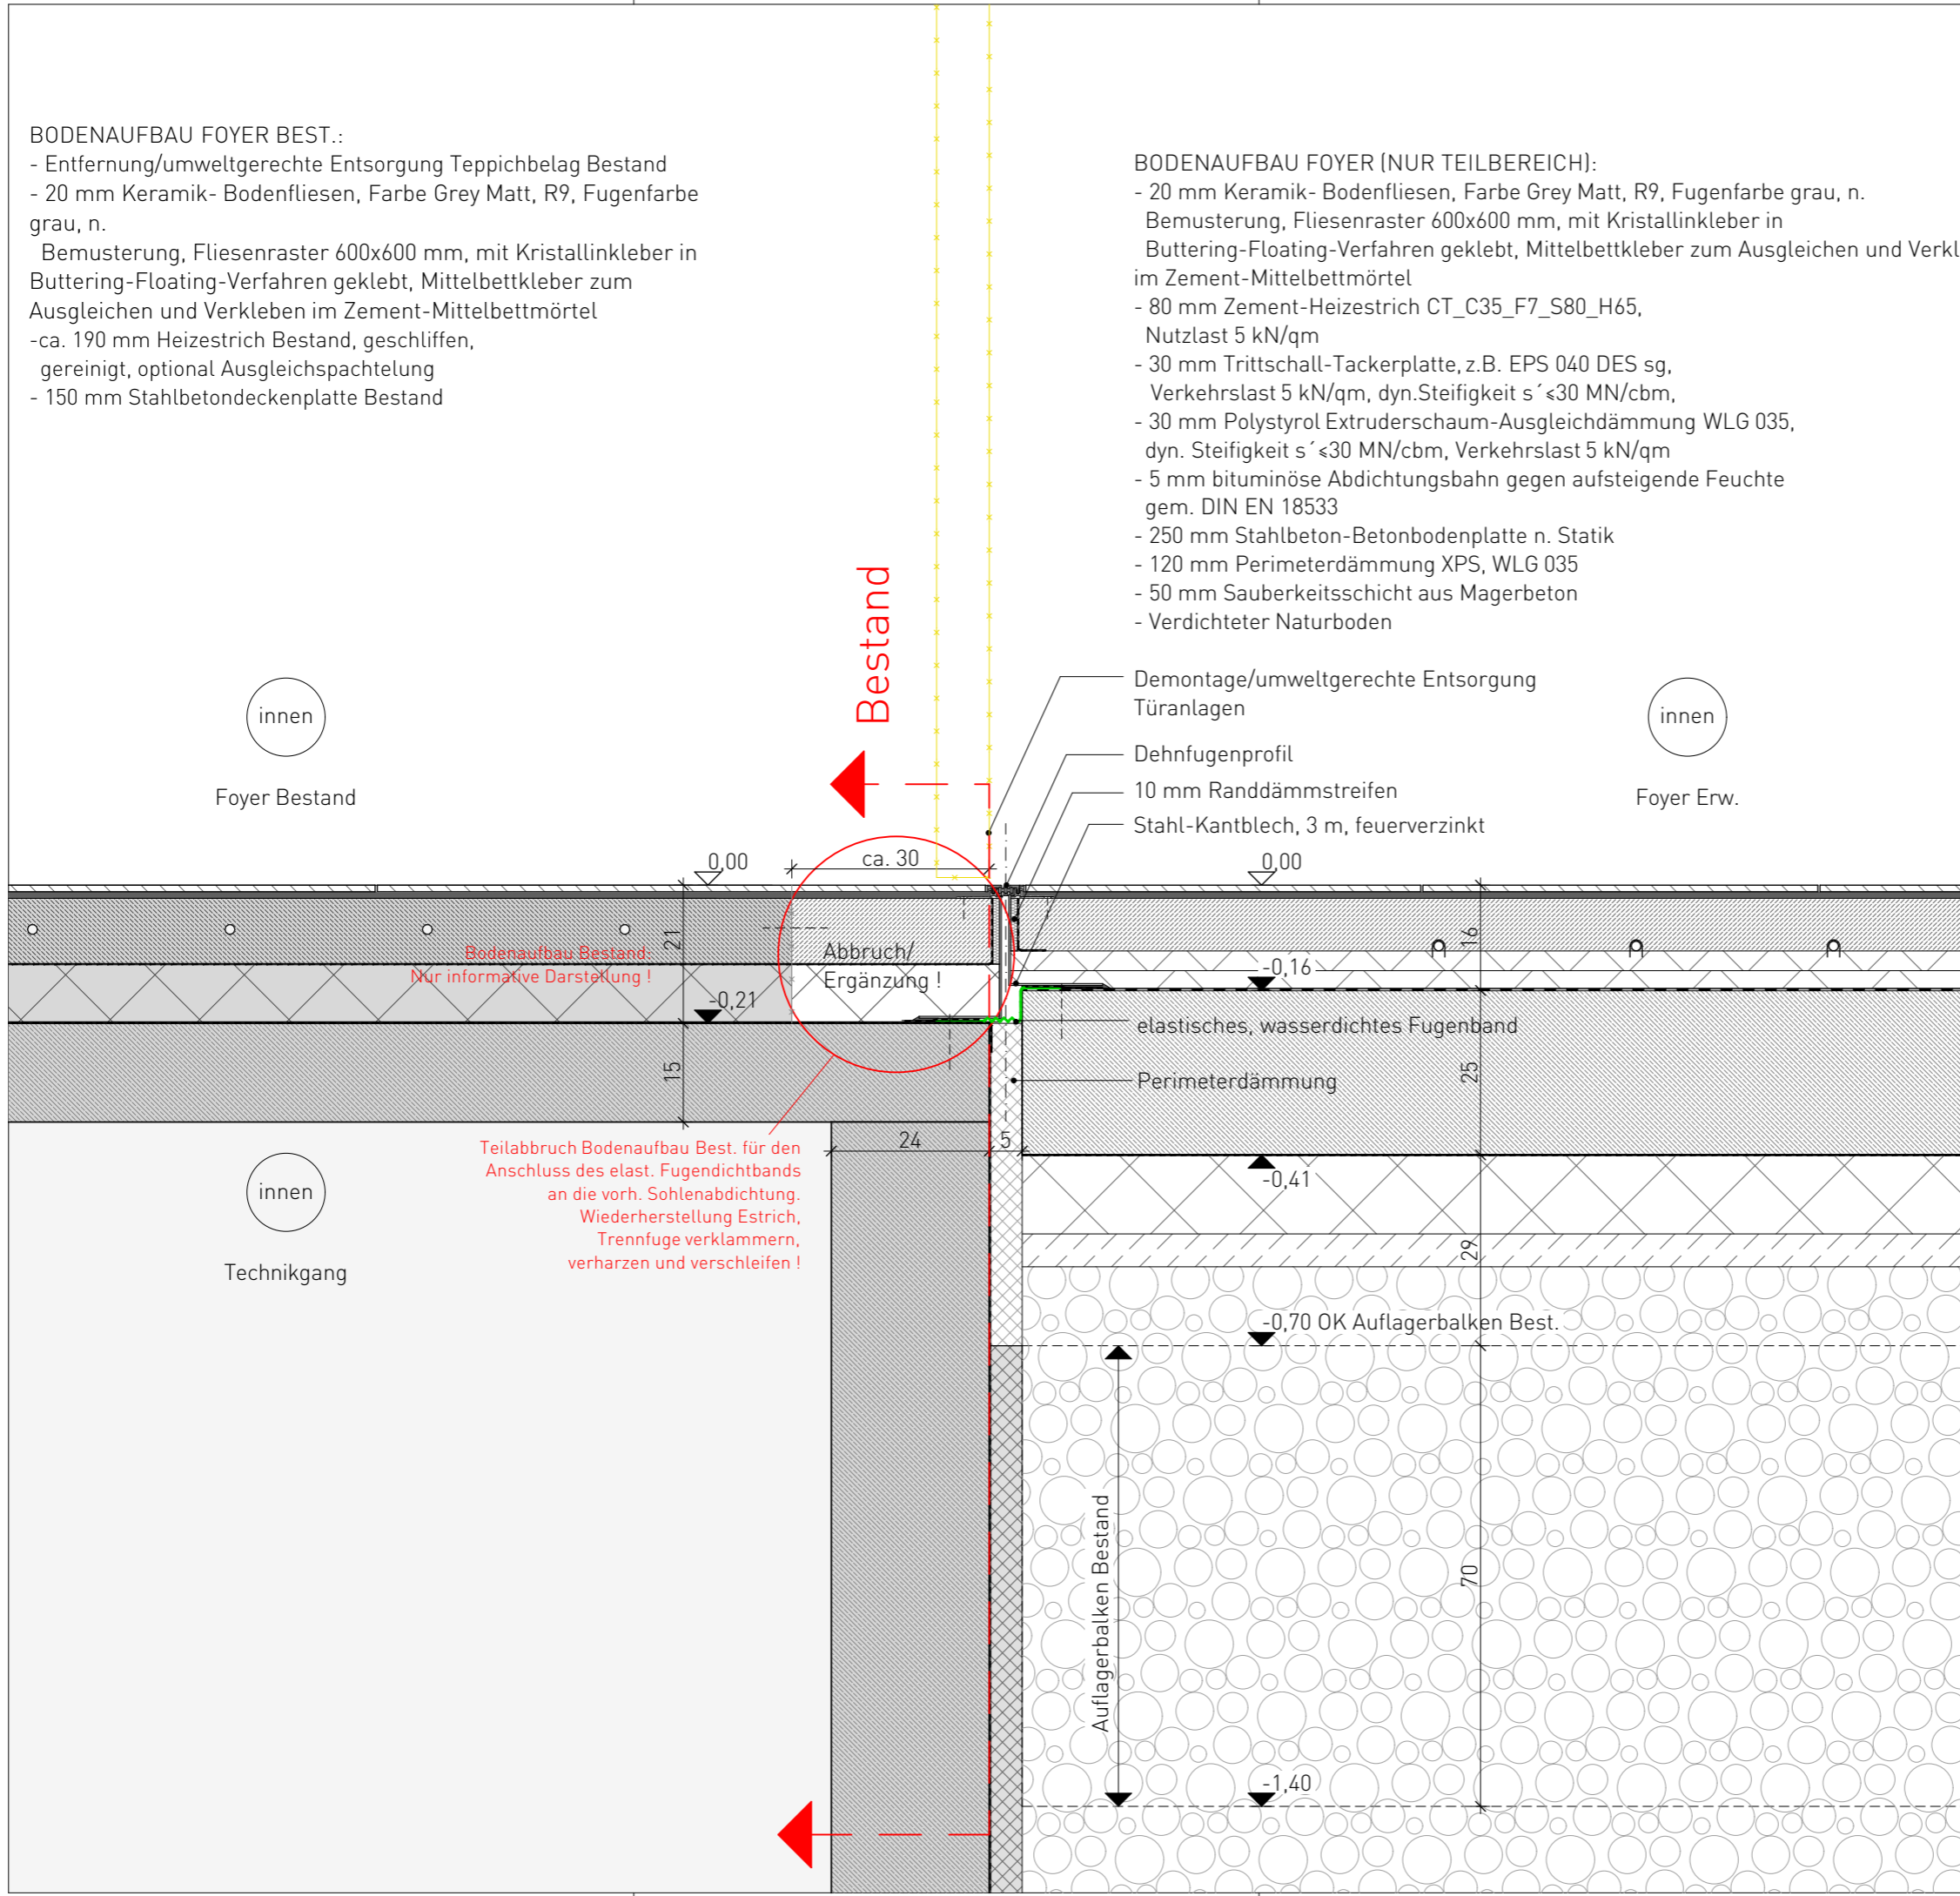 BODENAUFBAU FOYER BEST.:
- Entfernung/umweltgerechte Entsorgung Teppichbelag Bestand
- 20 mm Keramik- Bodenfliesen, Farbe Grey Matt, R9, Fugenfarbe
grau, n.
Bemusterung, Fliesenraster 600x600 mm, mit Kristallinkleber in
Buttering-Floating-Verfahren geklebt, Mittelbettkleber zum
Ausgleichen und Verkleben im Zement-Mittelbettmörtel
-ca. 190 mm Heizestrich Bestand, geschliffen,
gereinigt, optional Ausgleichspachtelung
- 150 mm Stahlbetondeckenplatte Bestand
BODENAUFBAU FOYER (NUR TEILBEREICH):
- 20 mm Keramik- Bodenfliesen, Farbe Grey Matt, R9, Fugenfarbe grau, n.
Bemusterung, Fliesenraster 600x600 mm, mit Kristallinkleber in
Buttering-Floating-Verfahren geklebt, Mittelbettkleber zum Ausgleichen und Verkl
im Zement-Mittelbettmörtel
- 80 mm Zement-Heizestrich CT_C35_F7_S80_H65,
Nutzlast 5 kN/qm
- 30 mm Trittschall-Tackerplatte, z.B. EPS 040 DES sg,
Verkehrslast 5 kN/qm, dyn.Steifigkeit s´≤30 MN/cbm,
- 30 mm Polystyrol Extruderschaum-Ausgleichdämmung WLG 035,
dyn. Steifigkeit s´≤30 MN/cbm, Verkehrslast 5 kN/qm
- 5 mm bituminöse Abdichtungsbahn gegen aufsteigende Feuchte
gem. DIN EN 18533
- 250 mm Stahlbeton-Betonbodenplatte n. Statik
- 120 mm Perimeterdämmung XPS, WLG 035
- 50 mm Sauberkeitsschicht aus Magerbeton
- Verdichteter Naturboden
Bestand
Demontage/umweltgerechte Entsorgung
Türanlagen
Dehnfugenprofil
10 mm Randdämmstreifen
Stahl-Kantblech, 3 m, feuerverzinkt
innen
Foyer Bestand
innen
Foyer Erw.
0,00
ca. 30
0,00
21
Bodenaufbau Bestand:
Nur informative Darstellung !
Abbruch/
Ergänzung !
16
-0,16
-0,21
elastisches, wasserdichtes Fugenband
15
25
Perimeterdämmung
24
5
Teilabbruch Bodenaufbau Best. für den
Anschluss des elast. Fugendichtbands
an die vorh. Sohlenabdichtung.
Wiederherstellung Estrich,
Trennfuge verklammern,
verharzen und verschleifen !
innen
Technikgang
-0,41
29
-0,70 OK Auflagerbalken Best.
Auflagerbalken Bestand
70
-1,40